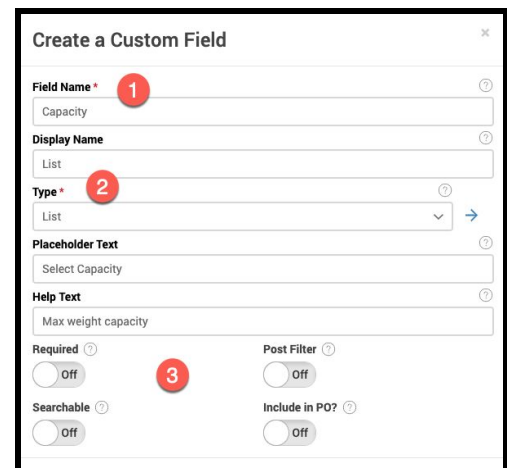 Create a Custom Field ×
Field Name * 1 ?
Capacity
Display Name ?
List
Type * 2 ?
List
Placeholder Text ?
Select Capacity
Help Text ?
Max weight capacity
Required ? Post Filter ?
Off 3 Off
Searchable ? Include in PO? ?
Off Off